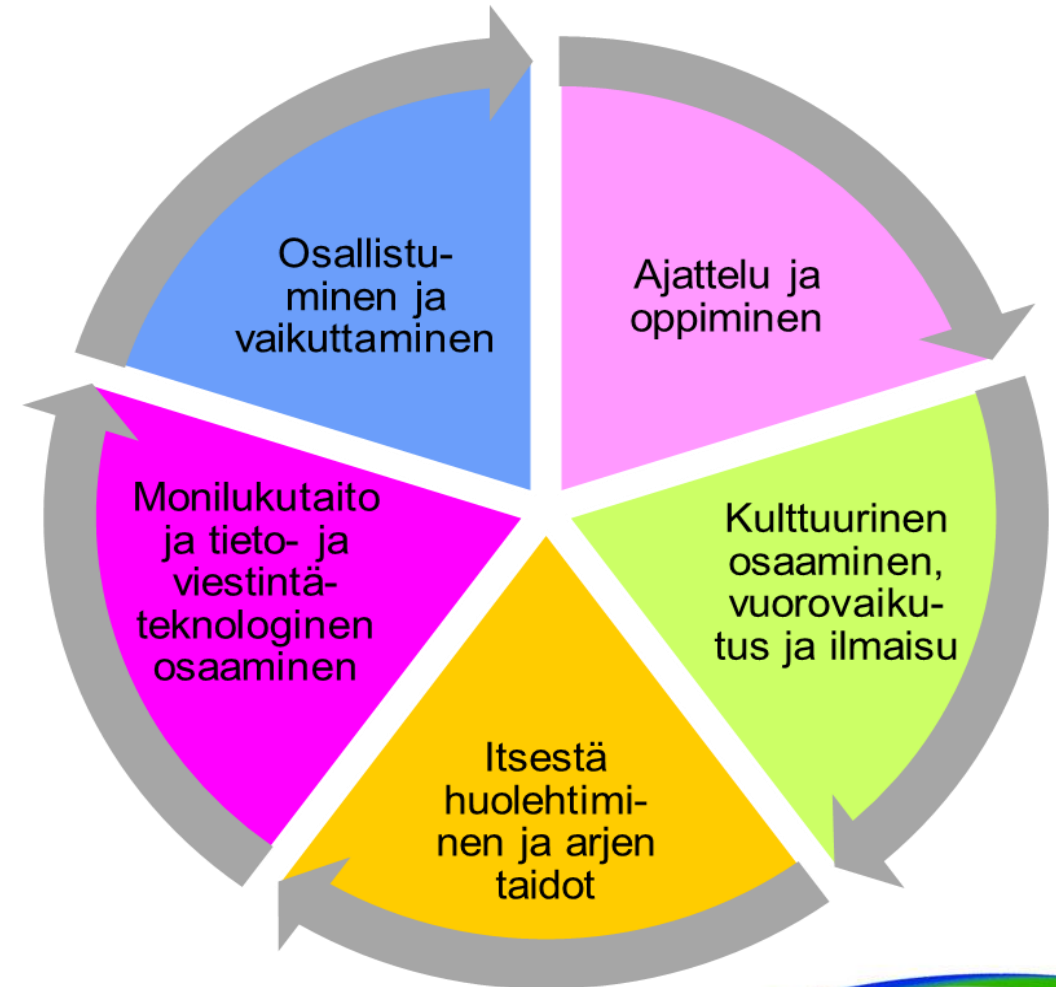 Osallistu-
minen ja
vaikuttaminen
Ajattelu ja
oppiminen
Kulttuurinen
osaaminen,
vuorovaiku-
tus ja ilmaisu
Itsestä
huolehtimi-
nen ja arjen
taidot
Monilukutaito
ja tieto- ja
viestintä-
teknologinen
osaaminen